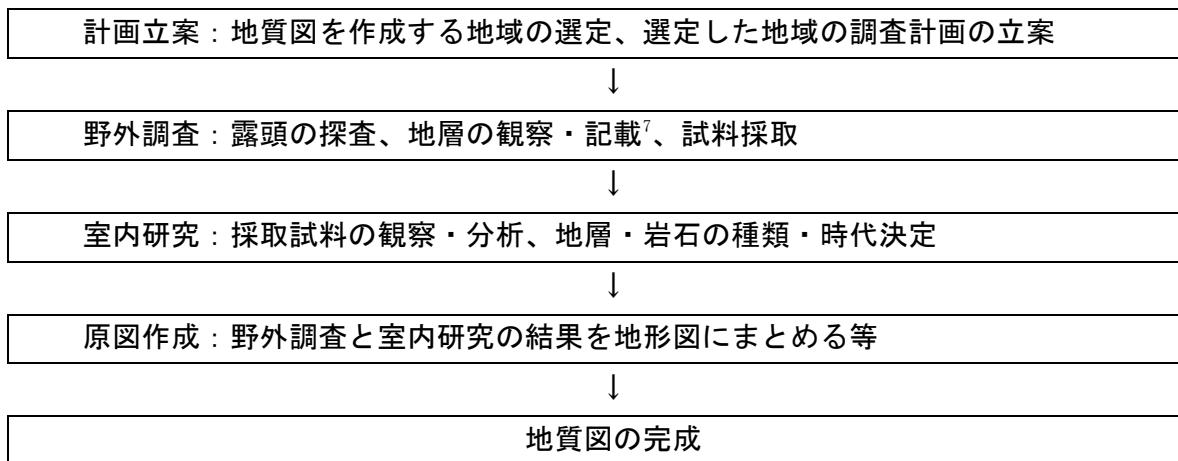 計画立案：地質図を作成する地域の選定、選定した地域の調査計画の立案
↓
野外調査：露頭の探査、地層の観察・記載7、試料採取
↓
室内研究：採取試料の観察・分析、地層・岩石の種類・時代決定
↓
原図作成：野外調査と室内研究の結果を地形図にまとめる等
↓
地質図の完成